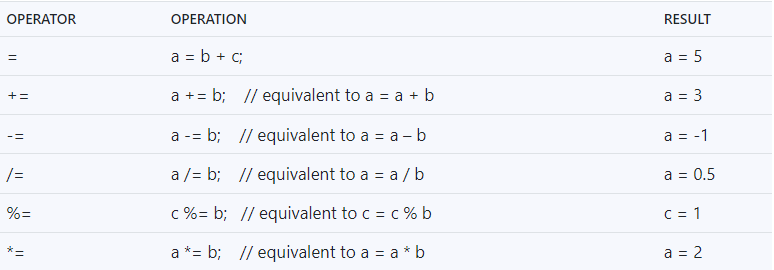 OPERATOR OPERATION RESULT
= a = b + c; a = 5
+= a += b; // equivalent to a = a + b a = 3
-= a -= b; // equivalent to a = a – b a = -1
/= a /= b; // equivalent to a = a / b a = 0.5
%= c %= b; // equivalent to c = c % b c = 1
*= a *= b; // equivalent to a = a * b a = 2